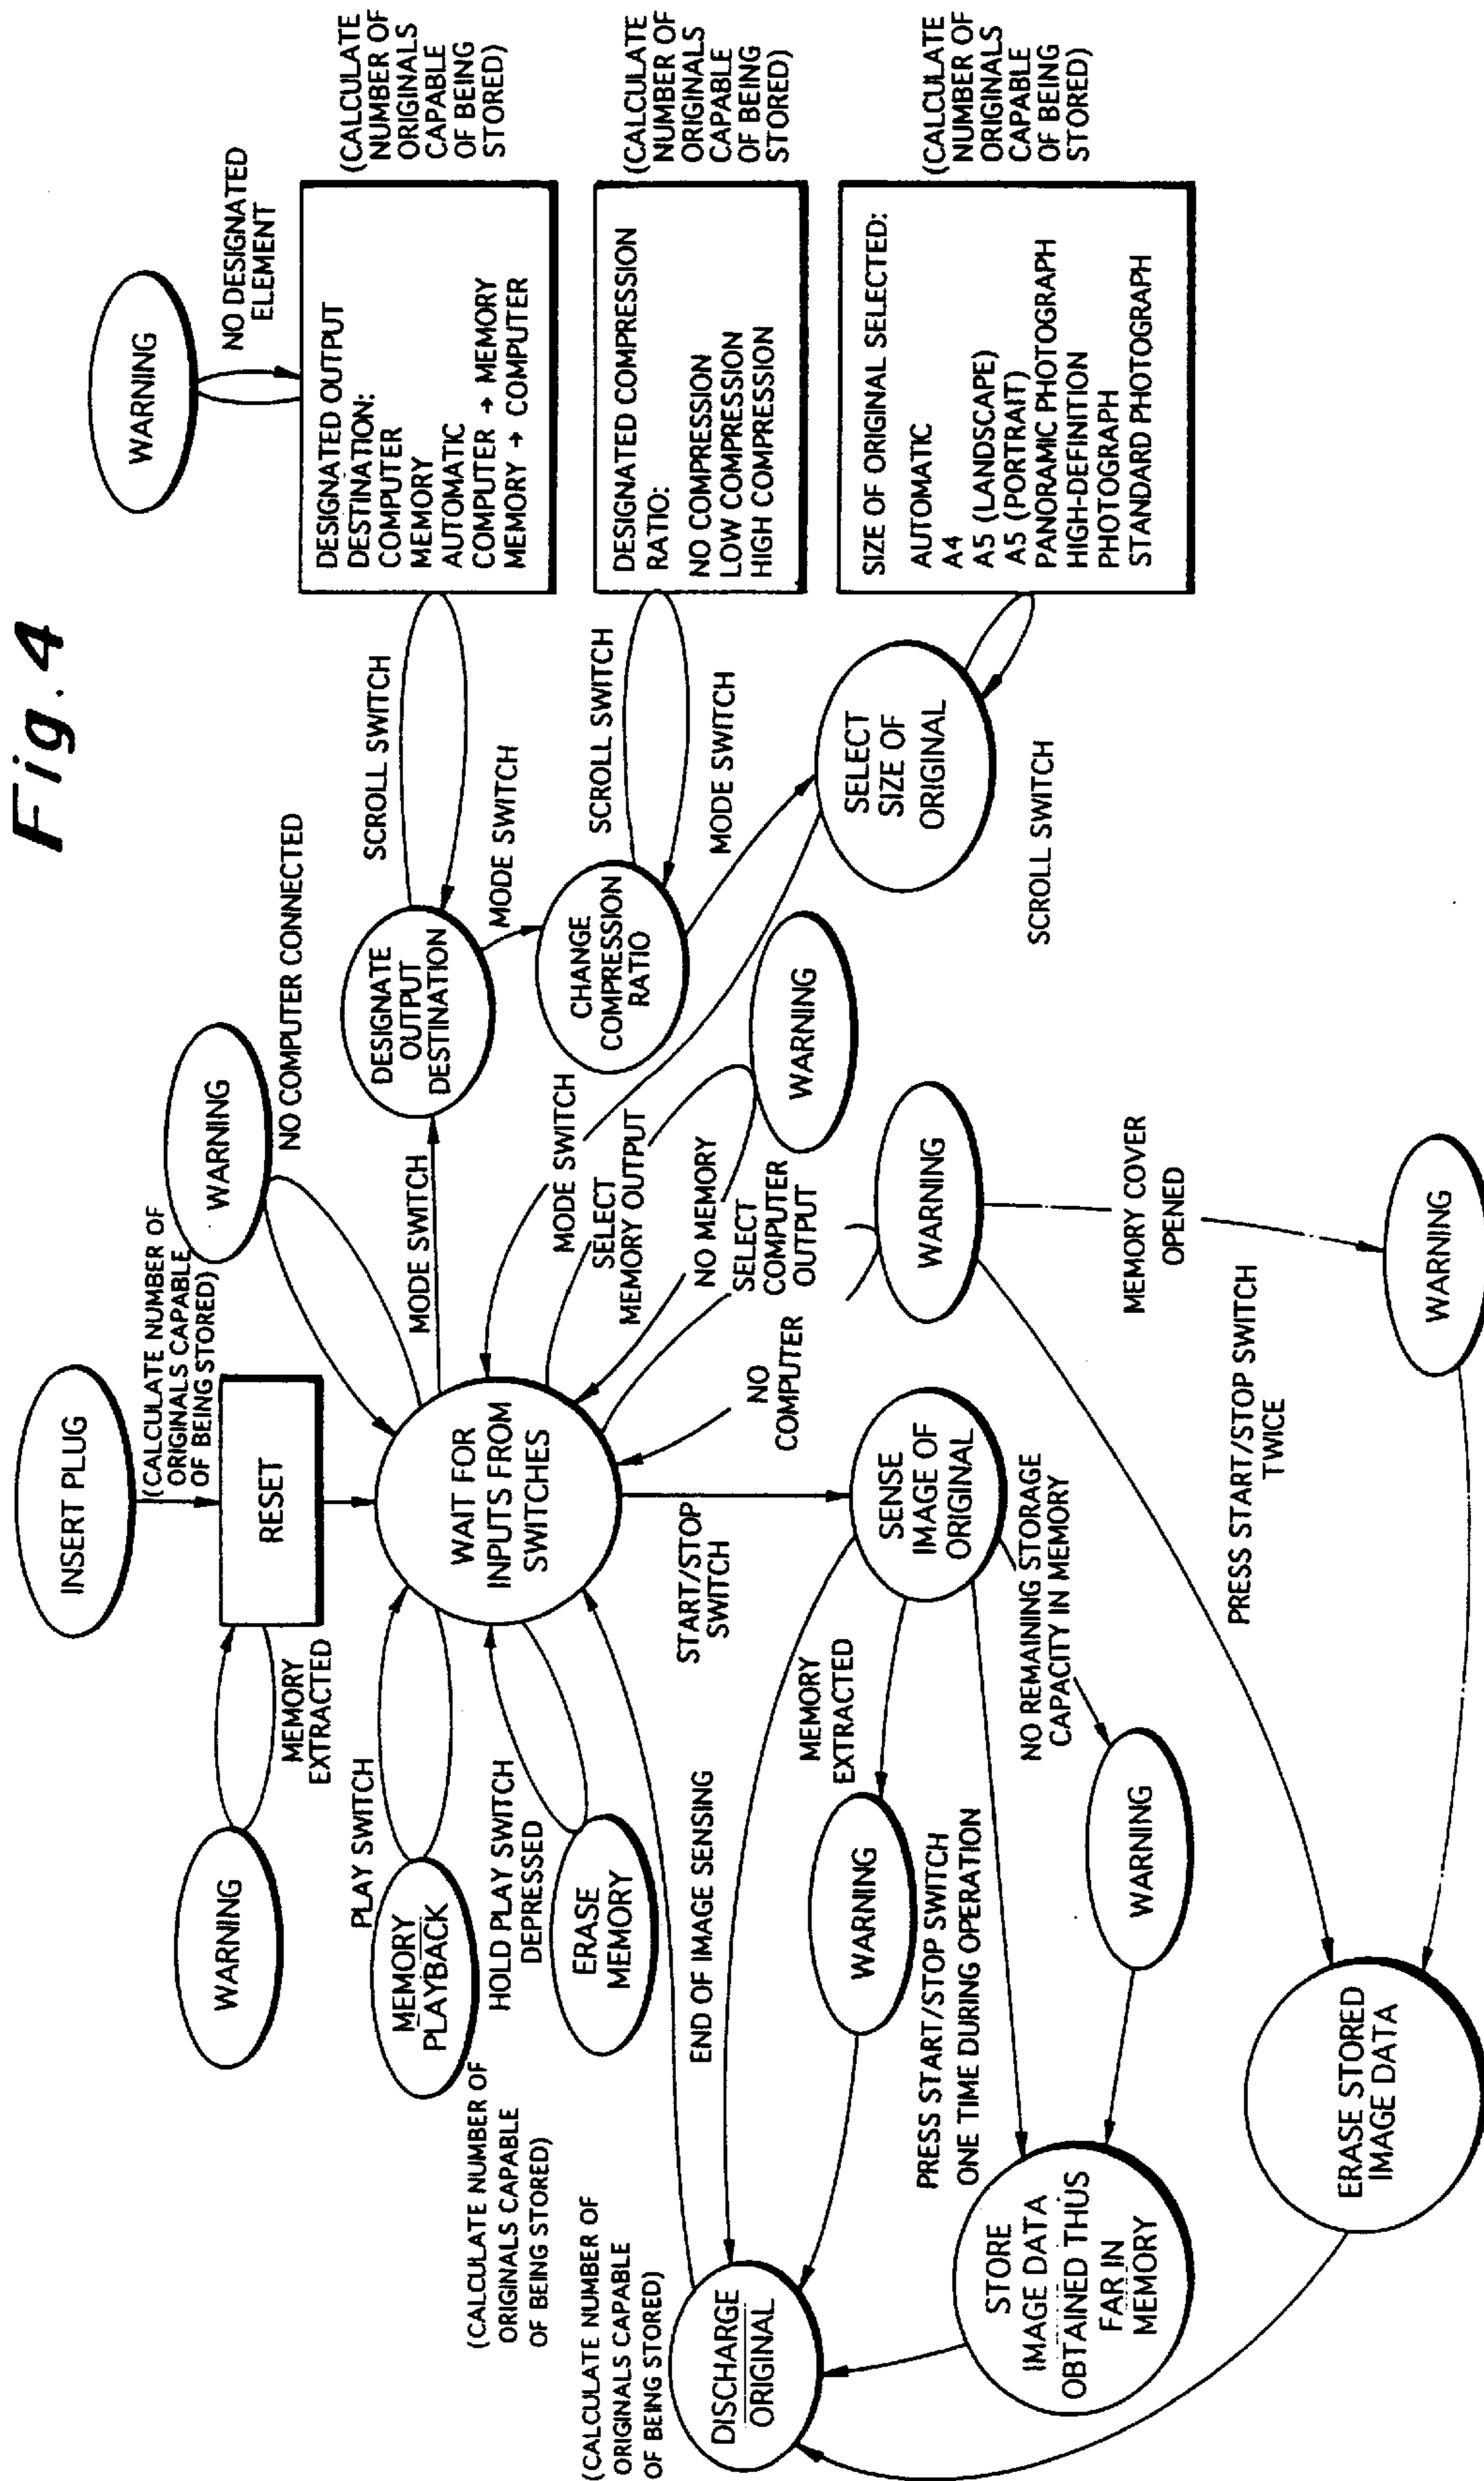 Fig. 4
INSERT PLUG
(CALCULATE NUMBER OF
ORIGINALS CAPABLE
OF BEING STORED)
WARNING
MEMORY
EXTRACTED
RESET
WARNING
NO COMPUTER CONNECTED
WARNING
NO DESIGNATED
ELEMENT
PLAY SWITCH
MEMORY
PLAYBACK
(CALCULATE NUMBER OF
ORIGINALS CAPABLE
OF BEING STORED)
HOLD PLAY SWITCH
DEPRESSED
ERASE
MEMORY
WAIT FOR
INPUTS FROM
SWITCHES
MODE SWITCH
DESIGNATE
OUTPUT
DESTINATION
SCROLL SWITCH
DESIGNATED OUTPUT
DESTINATION:
COMPUTER
MEMORY
AUTOMATIC
COMPUTER → MEMORY
MEMORY → COMPUTER
(CALCULATE
NUMBER OF
ORIGINALS
CAPABLE
OF BEING
STORED)
MODE SWITCH
CHANGE
COMPRESSION
RATIO
SCROLL SWITCH
DESIGNATED COMPRESSION
RATIO:
NO COMPRESSION
LOW COMPRESSION
HIGH COMPRESSION
(CALCULATE
NUMBER OF
ORIGINALS
CAPABLE
OF BEING
STORED)
MODE SWITCH
SELECT
SIZE OF
ORIGINAL
SCROLL SWITCH
SIZE OF ORIGINAL SELECTED:
AUTOMATIC
A4
A5 (LANDSCAPE)
A5 (PORTRAIT)
PANORAMIC PHOTOGRAPH
HIGH-DEFINITION
PHOTOGRAPH
STANDARD PHOTOGRAPH
(CALCULATE
NUMBER OF
ORIGINALS
CAPABLE
OF BEING
STORED)
MODE SWITCH
SELECT
MEMORY OUTPUT
NO MEMORY
WARNING
SELECT
COMPUTER
OUTPUT
NO
COMPUTER
WARNING
START/STOP
SWITCH
SENSE
IMAGE OF
ORIGINAL
END OF IMAGE SENSING
MEMORY
EXTRACTED
WARNING
(CALCULATE NUMBER OF
ORIGINALS CAPABLE
OF BEING STORED)
DISCHARGE
ORIGINAL
PRESS START/STOP SWITCH
ONE TIME DURING OPERATION
NO REMAINING STORAGE
CAPACITY IN MEMORY
WARNING
STORE
IMAGE DATA
OBTAINED THUS
FAR IN
MEMORY
MEMORY COVER
OPENED
WARNING
PRESS START/STOP SWITCH
TWICE
ERASE STORED
IMAGE DATA